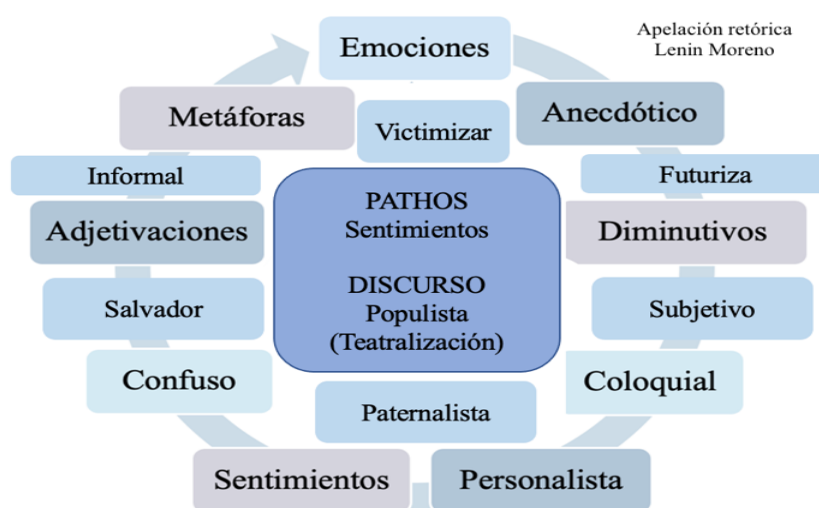 Apelación retórica
Lenin Moreno
Emociones
Metáforas
Victimizar
Anecdótico
Informal
Futuriza
PATHOS
Sentimientos
Adjetivaciones
Diminutivos
DISCURSO
Populista
(Teatralización)
Salvador
Subjetivo
Confuso
Coloquial
Paternalista
Sentimientos
Personalista